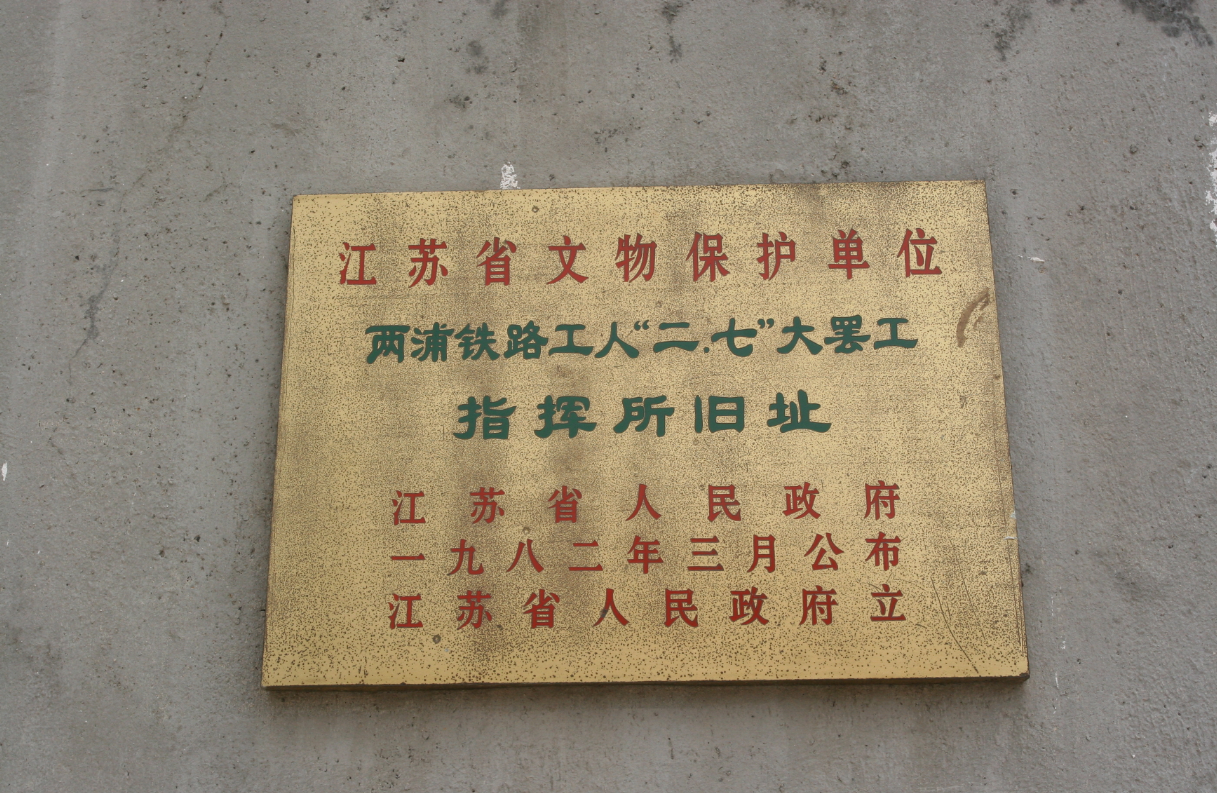 江苏省文物保护单位
两浦铁路工人“二.七”大罢工
指挥所旧址
江苏省人民政府
一九八二年三月公布
江苏省人民政府立